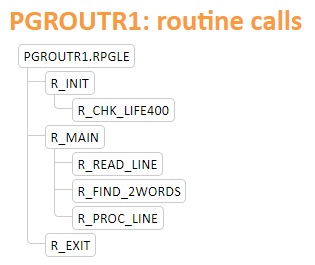 PGROUTR1: routine calls
PGROUTR1.RPGLE
R_INIT
R_CHK_LIFE400
R_MAIN
R_READ_LINE
R_FIND_2WORDS
R_PROC_LINE
R_EXIT